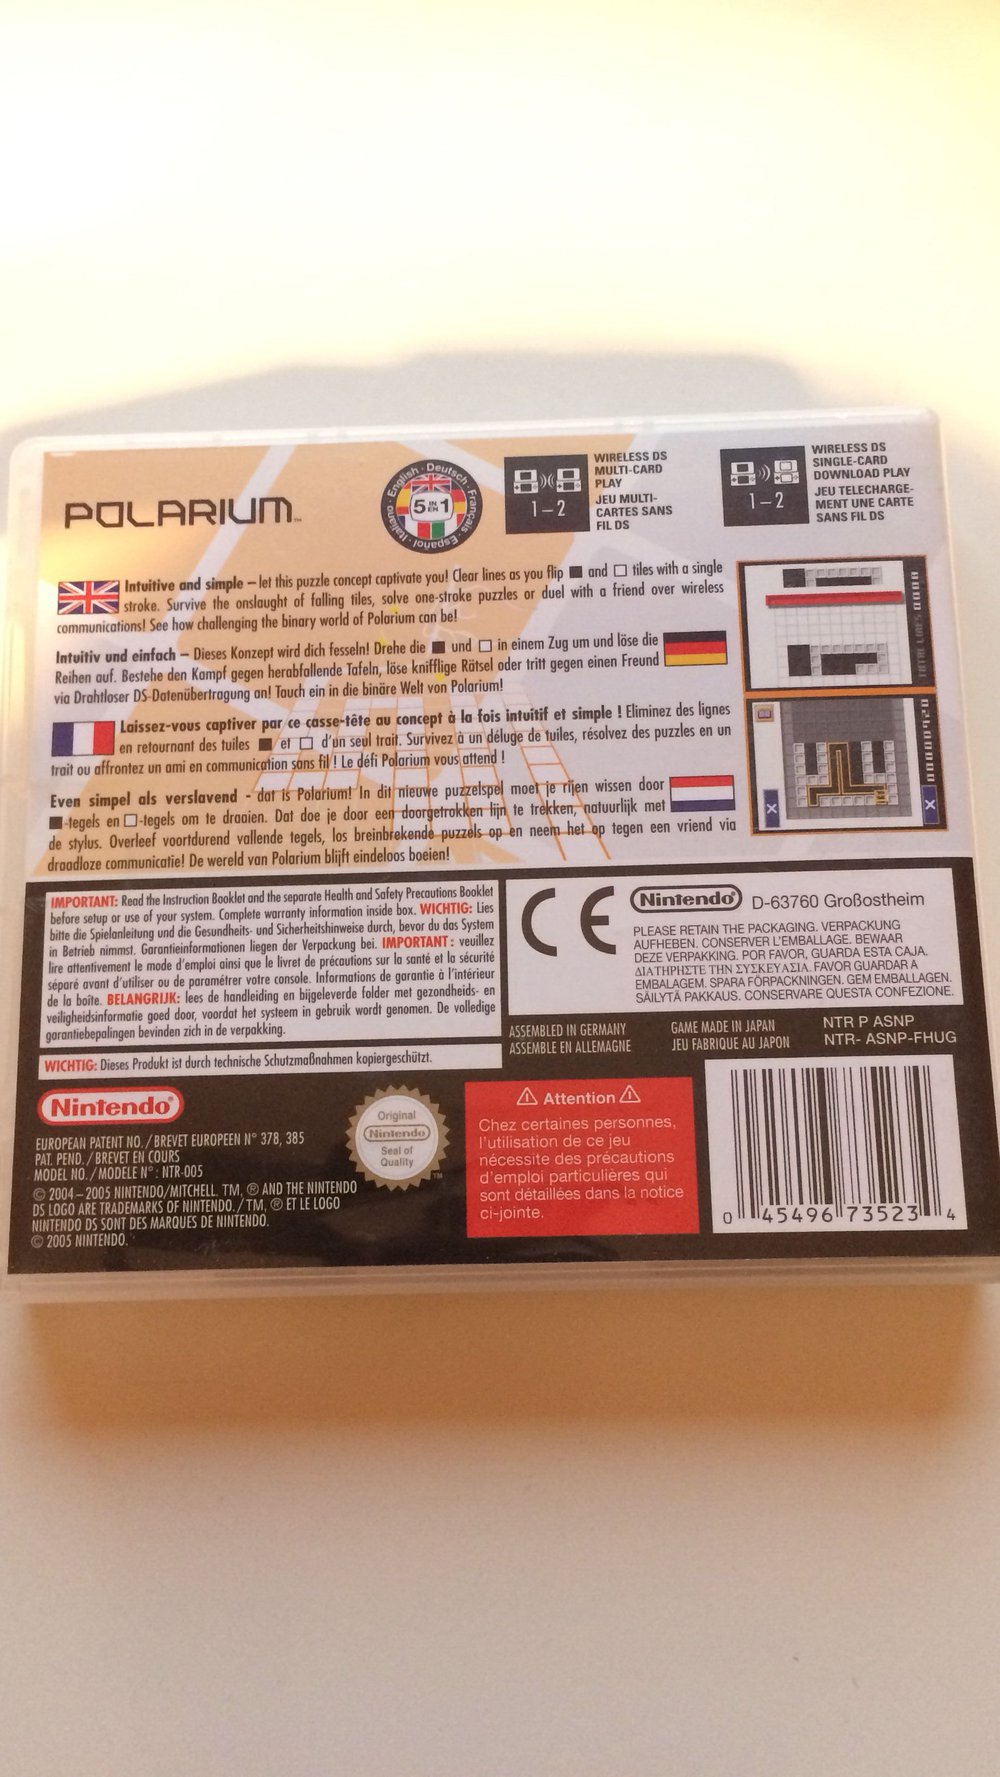 POLARIUM™
English · Deutsch · Français · Español · Italiano
5 IN EN 1
1–2
WIRELESS DS
MULTI-CARD
PLAY
JEU MULTI-
CARTES SANS
FIL DS
1–2
WIRELESS DS
SINGLE-CARD
DOWNLOAD PLAY
JEU TELECHARGE-
MENT UNE CARTE
SANS FIL DS
Intuitive and simple – let this puzzle concept captivate you! Clear lines as you flip ■ and □ tiles with a single
stroke. Survive the onslaught of falling tiles, solve one-stroke puzzles or duel with a friend over wireless
communications! See how challenging the binary world of Polarium can be!
Intuitiv und einfach – Dieses Konzept wird dich fesseln! Drehe die ■ und □ in einem Zug um und löse die
Reihen auf. Bestehe den Kampf gegen herabfallende Tafeln, löse knifflige Rätsel oder tritt gegen einen Freund
via Drahtloser DS-Datenübertragung an! Tauch ein in die binäre Welt von Polarium!
Laissez-vous captiver par ce casse-tête au concept à la fois intuitif et simple ! Eliminez des lignes
en retournant des tuiles ■ et □ d'un seul trait. Survivez à un déluge de tuiles, résolvez des puzzles en un
trait ou affrontez un ami en communication sans fil ! Le défi Polarium vous attend !
Even simpel als verslavend - dat is Polarium! In dit nieuwe puzzelspel moet je rijen wissen door
■-tegels en □-tegels om te draaien. Dat doe je door een doorgetrokken lijn te trekken, natuurlijk met
de stylus. Overleef voortdurend vallende tegels, los breinbrekende puzzels op en neem het op tegen een vriend via
draadloze communicatie! De wereld van Polarium blijft eindeloos boeien!
TOTAL LINES 0008
00000920
X
X
IMPORTANT: Read the Instruction Booklet and the separate Health and Safety Precautions Booklet
before setup or use of your system. Complete warranty information inside box. WICHTIG: Lies
bitte die Spielanleitung und die Gesundheits- und Sicherheitshinweise durch, bevor du das System
in Betrieb nimmst. Garantieinformationen liegen der Verpackung bei. IMPORTANT : veuillez
lire attentivement le mode d'emploi ainsi que le livret de précautions sur la santé et la sécurité
séparé avant d'utiliser ou de paramétrer votre console. Informations de garantie à l'intérieur
de la boîte. BELANGRIJK: lees de handleiding en bijgeleverde folder met gezondheids- en
veiligheidsinformatie goed door, voordat het systeem in gebruik wordt genomen. De volledige
garantiebepalingen bevinden zich in de verpakking.
WICHTIG: Dieses Produkt ist durch technische Schutzmaßnahmen kopiergeschützt.
CE
Nintendo® D-63760 Großostheim
PLEASE RETAIN THE PACKAGING. VERPACKUNG
AUFHEBEN. CONSERVER L'EMBALLAGE. BEWAAR
DEZE VERPAKKING. POR FAVOR, GUARDA ESTA CAJA.
ΔΙΑΤΗΡΗΣΤΕ ΤΗΝ ΣΥΣΚΕΥΑΣΙΑ. FAVOR GUARDAR A
EMBALAGEM. SPARA FÖRPACKNINGEN. GEM EMBALLAGEN.
SÄILYTÄ PAKKAUS. CONSERVARE QUESTA CONFEZIONE.
ASSEMBLED IN GERMANY
ASSEMBLE EN ALLEMAGNE
GAME MADE IN JAPAN
JEU FABRIQUE AU JAPON
NTR P ASNP
NTR- ASNP-FHUG
Nintendo®
EUROPEAN PATENT NO. / BREVET EUROPEEN N° 378, 385
PAT. PEND. / BREVET EN COURS
MODEL NO. / MODELE N° : NTR-005
© 2004 – 2005 NINTENDO/MITCHELL. TM, ® AND THE NINTENDO
DS LOGO ARE TRADEMARKS OF NINTENDO. / TM, ® ET LE LOGO
NINTENDO DS SONT DES MARQUES DE NINTENDO.
© 2005 NINTENDO.
Original
Nintendo
Seal of
Quality
TM
⚠ Attention ⚠
Chez certaines personnes,
l'utilisation de ce jeu
nécessite des précautions
d'emploi particulières qui
sont détaillées dans la notice
ci-jointe.
0 45496 73523 4